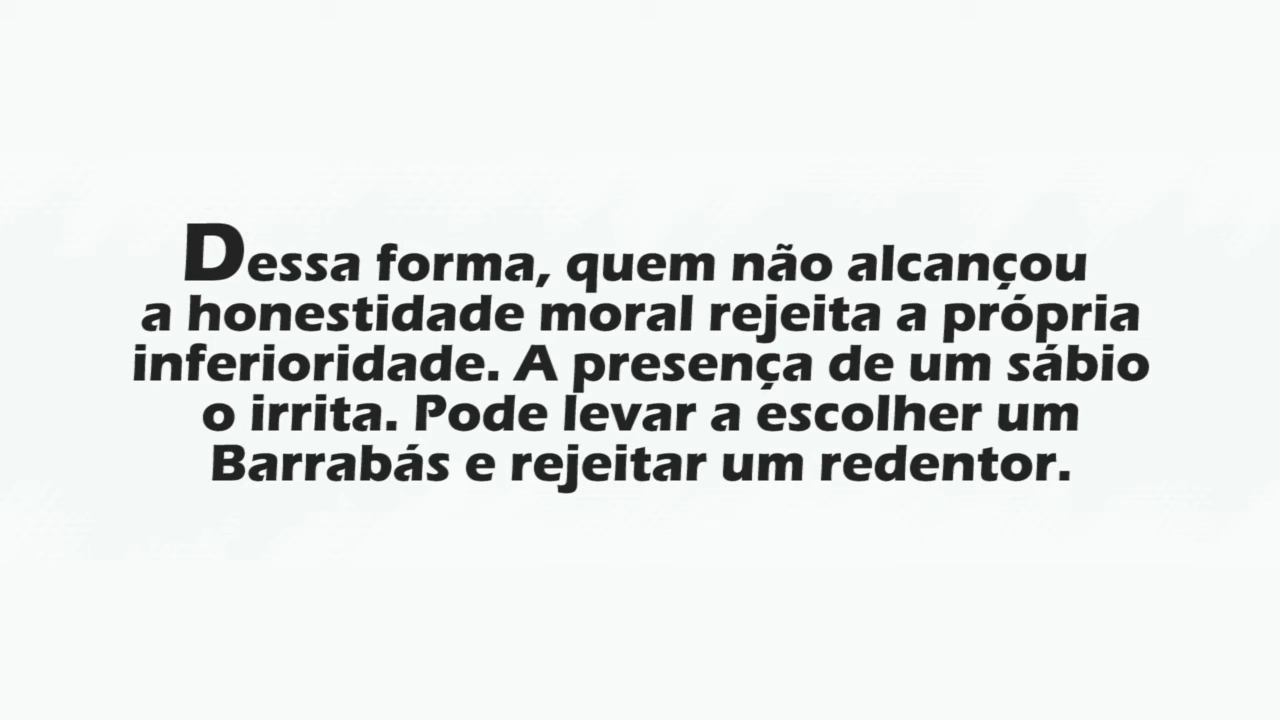 Dessa forma, quem não alcançou
a honestidade moral rejeita a própria
inferioridade. A presença de um sábio
o irrita. Pode levar a escolher um
Barrabás e rejeitar um redentor.